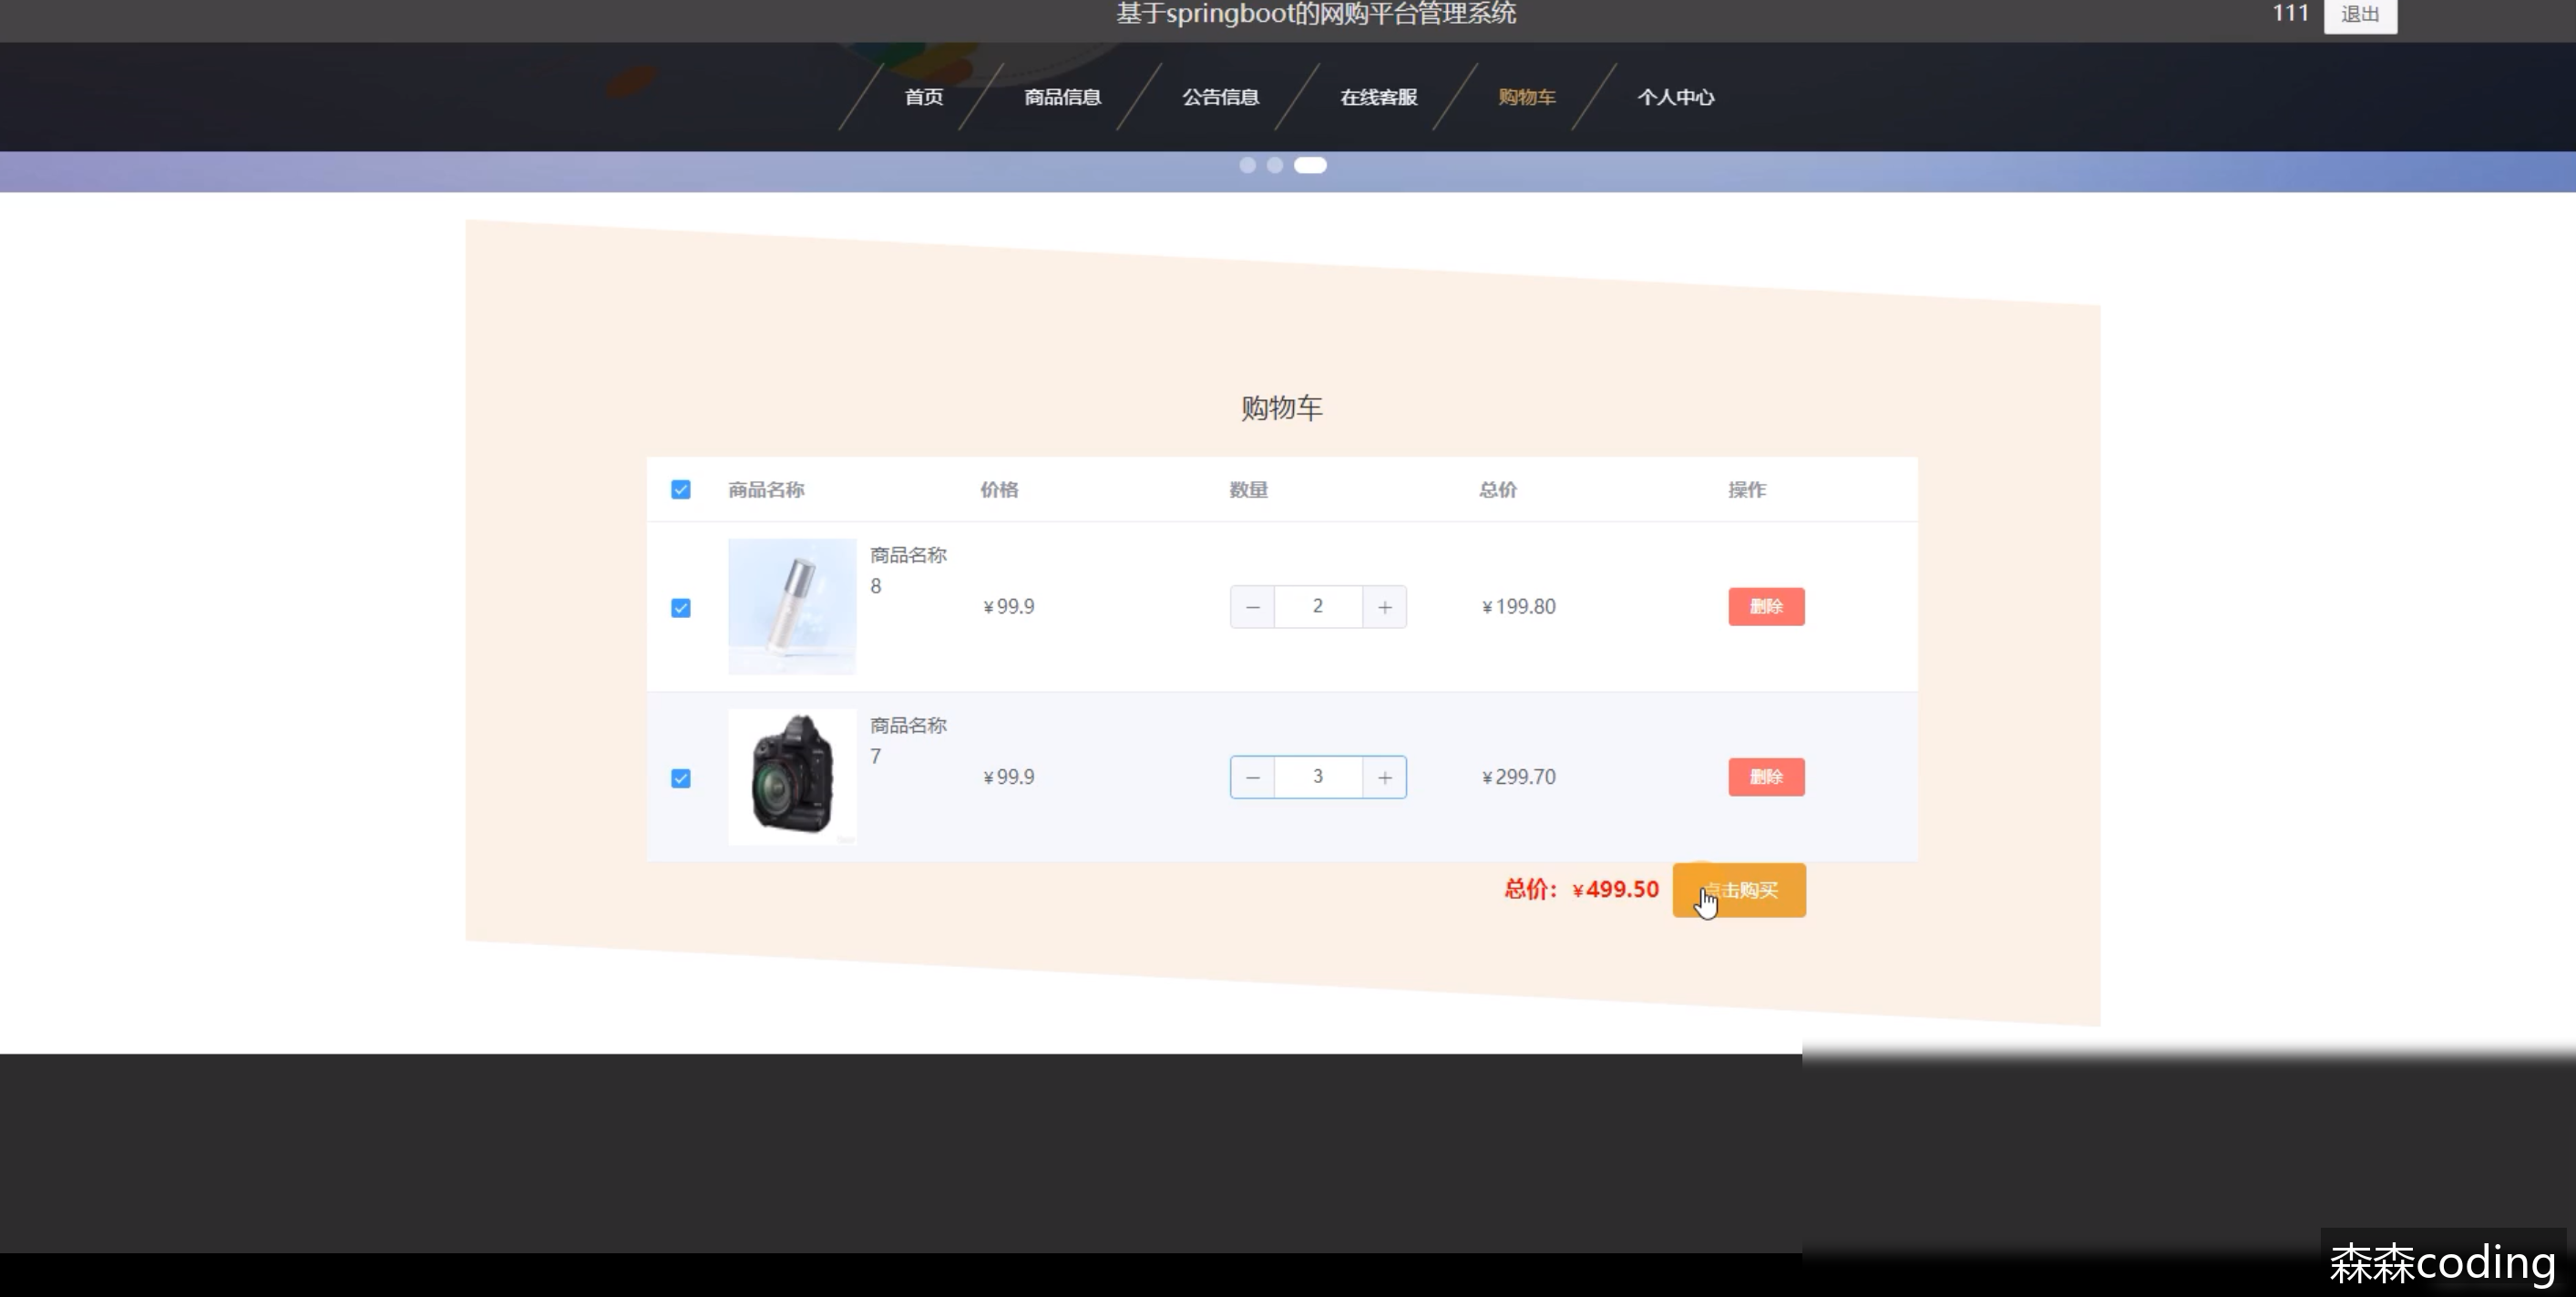 基于springboot的网购平台管理系统
111 退出
首页 商品信息 公告信息 在线客服 购物车 个人中心
购物车
商品名称 价格 数量 总价 操作
商品名称
8
¥99.9 2 ¥199.80 删除
商品名称
7
¥99.9 3 ¥299.70 删除
总价：¥499.50 点击购买
森森coding